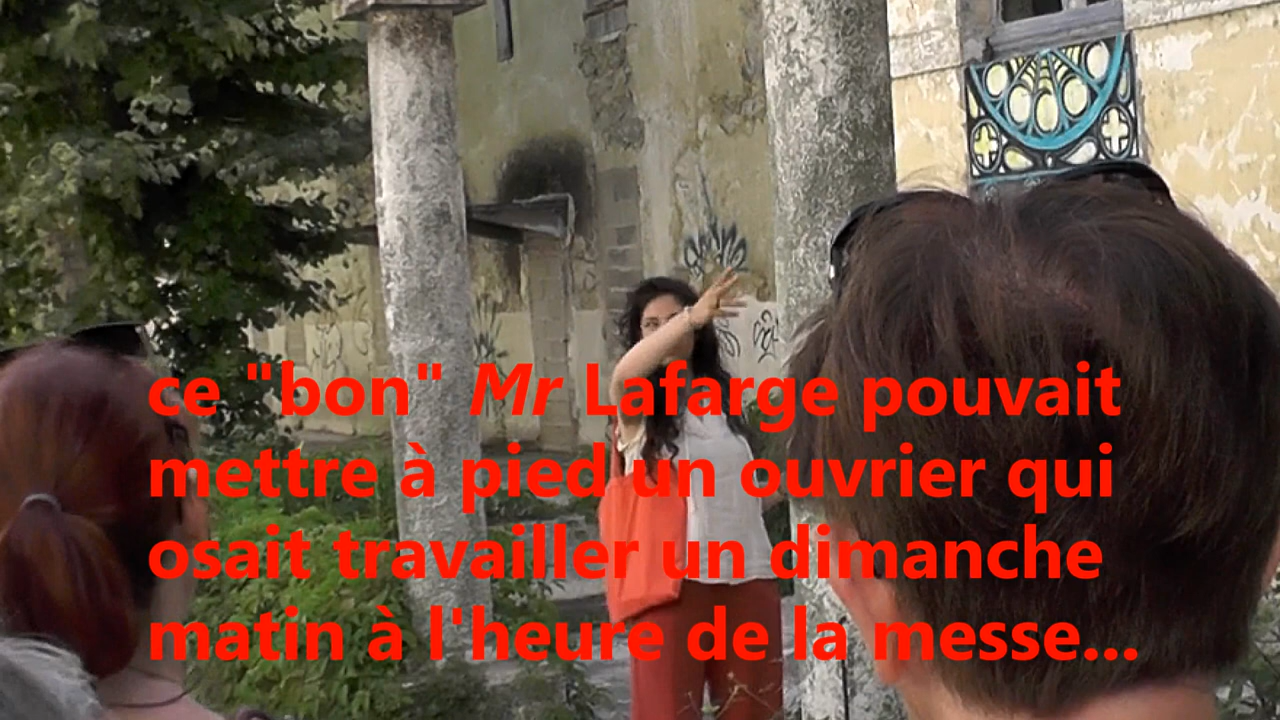 ce "bon" Mr Lafarge pouvait
mettre à pied un ouvrier qui
osait travailler un dimanche
matin à l'heure de la messe...